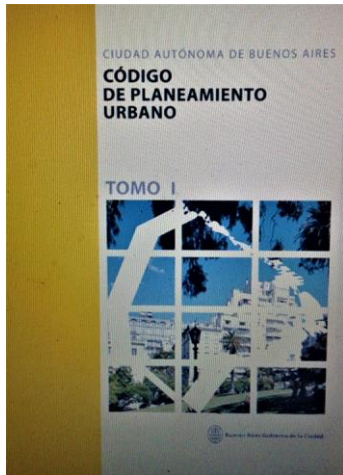 CIUDAD AUTÓNOMA DE BUENOS AIRES
CÓDIGO
DE PLANEAMIENTO
URBANO
TOMO I